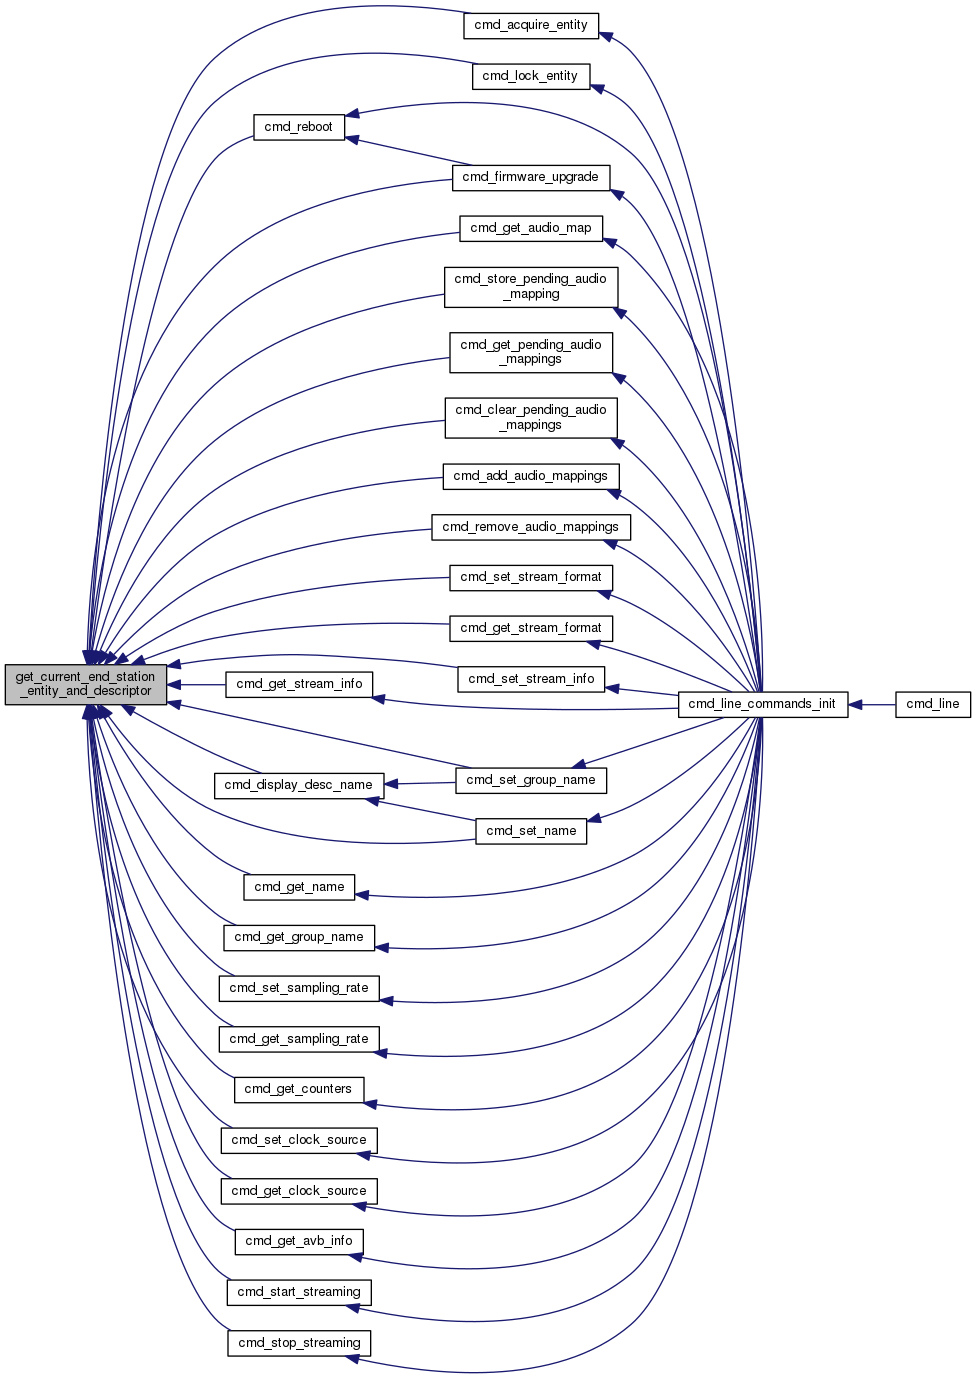 cmd_acquire_entity
cmd_lock_entity
cmd_reboot
cmd_firmware_upgrade
cmd_get_audio_map
cmd_store_pending_audio
_mapping
cmd_get_pending_audio
_mappings
cmd_clear_pending_audio
_mappings
cmd_add_audio_mappings
cmd_remove_audio_mappings
cmd_set_stream_format
cmd_get_stream_format
get_current_end_station
_entity_and_descriptor
cmd_set_stream_info
cmd_get_stream_info
cmd_line_commands_init
cmd_line
cmd_display_desc_name
cmd_set_group_name
cmd_set_name
cmd_get_name
cmd_get_group_name
cmd_set_sampling_rate
cmd_get_sampling_rate
cmd_get_counters
cmd_set_clock_source
cmd_get_clock_source
cmd_get_avb_info
cmd_start_streaming
cmd_stop_streaming